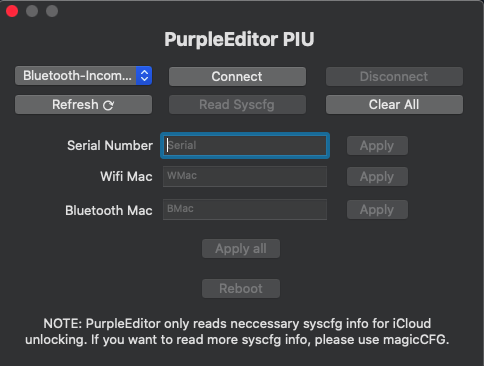 PurpleEditor PIU
Bluetooth-Incom... Connect Disconnect
Refresh Read Syscfg Clear All
Serial Number Serial Apply
Wifi Mac WMac Apply
Bluetooth Mac BMac Apply
Apply all
Reboot
NOTE: PurpleEditor only reads neccessary syscfg info for iCloud
unlocking. If you want to read more syscfg info, please use magicCFG.